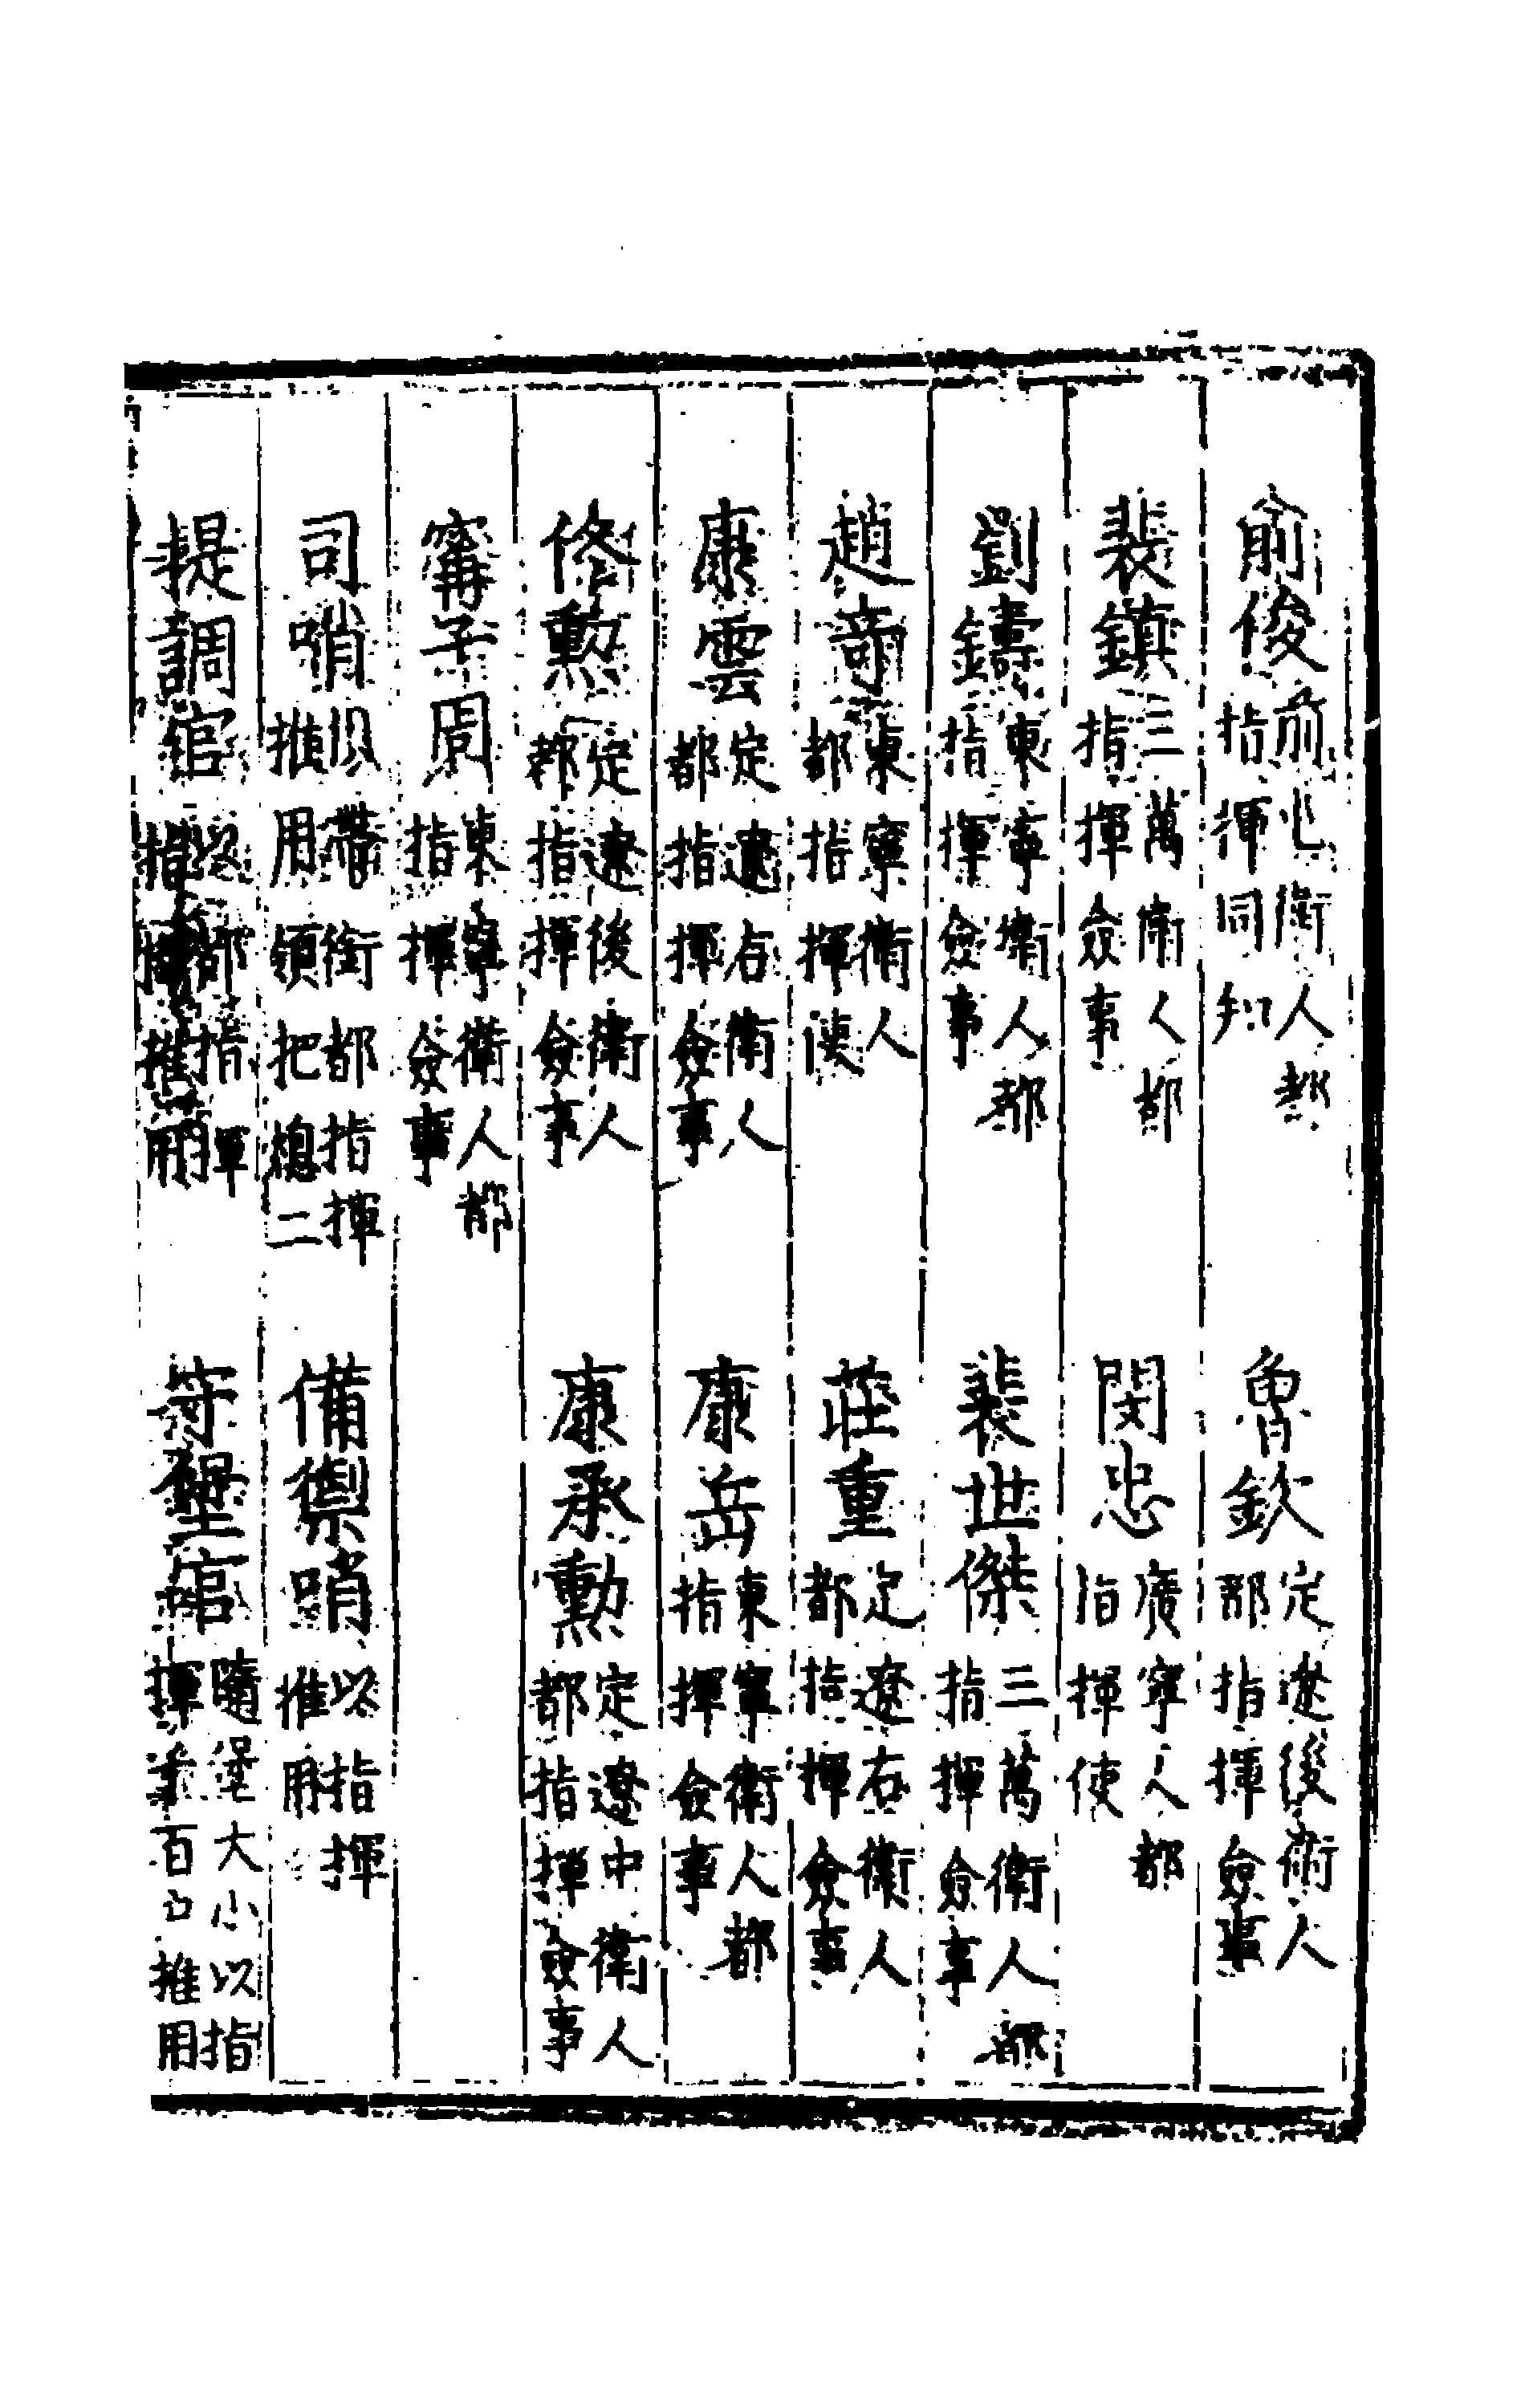 俞俊前屯衛人都指揮同知 魯欽定遼後衛人都指揮僉事
裴鎮三萬衛人都指揮僉事 閔忠廣寧人都指揮使
劉鑄東寧衛人都指揮僉事 裴世傑三萬衛人都指揮僉事
趙奇東寧衛人都指揮使 莊重定遼右衛人都指揮僉事
康雲定遼右衛人都指揮僉事 康岳東寧衛人都指揮僉事
佟勲定遼後衛人都指揮僉事 康承勲定遼中衛人都指揮僉事
甯子周東寧衛人都指揮僉事
司哨以帶銜都指揮推用領把總二 備禦哨以指揮推用
提調官以都指揮指揮推用 守堡官隨堡大小以指揮千百户推用